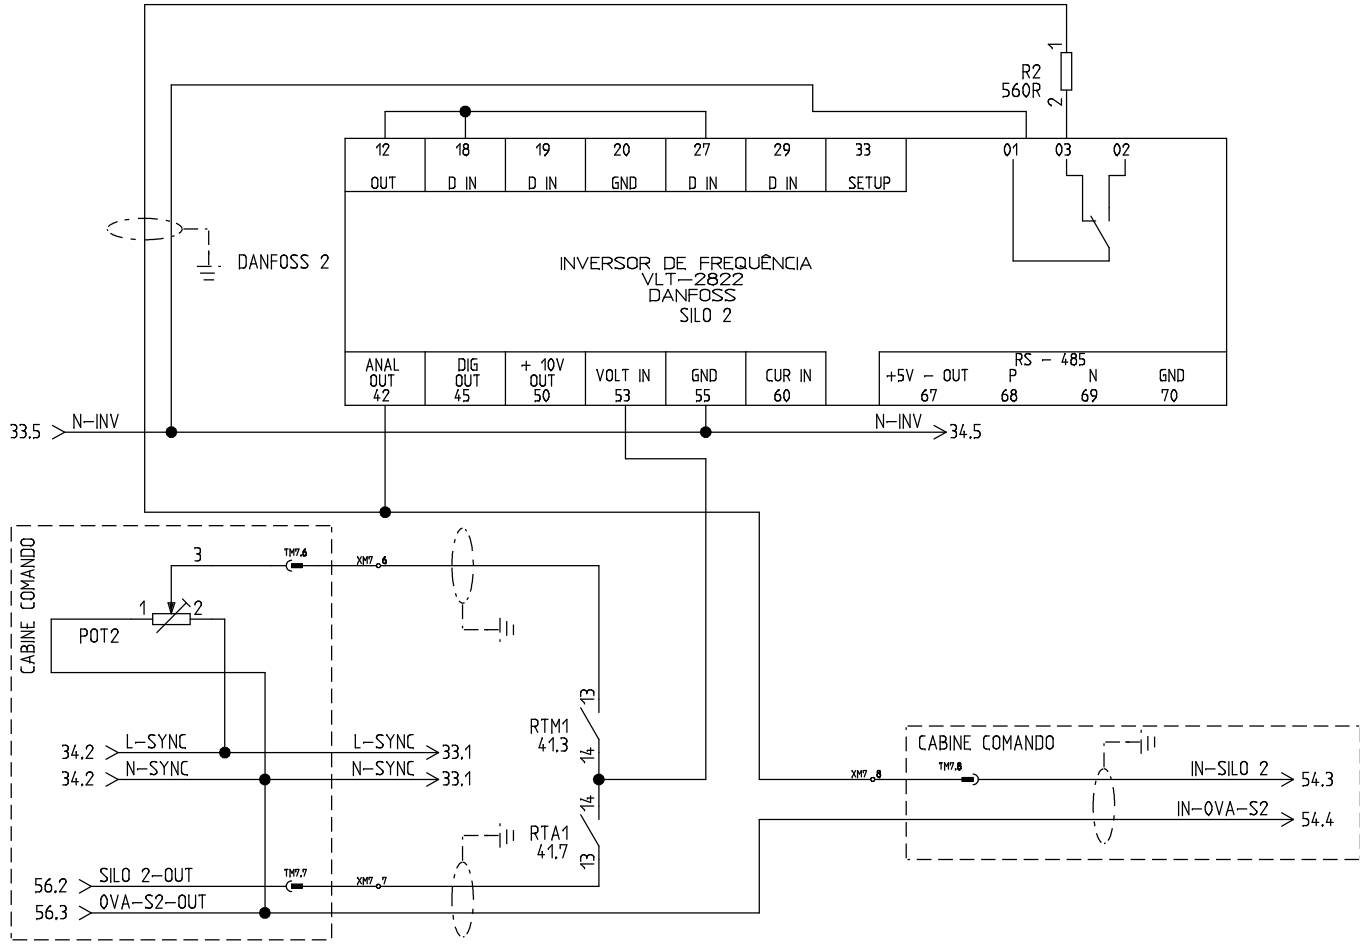 1
R2
560R
2
12 18 19 20 27 29 33 01 03 02
OUT D IN D IN GND D IN D IN SETUP
DANFOSS 2
INVERSOR DE FREQUÊNCIA
VLT-2822
DANFOSS
SILO 2
ANAL OUT 42
DIG OUT 45
+ 10V OUT 50
VOLT IN 53
GND 55
CUR IN 60
RS - 485
+5V - OUT 67
P 68
N 69
GND 70
33.5 N-INV N-INV 34.5
CABINE COMANDO
3 TM7.6 XM7 6
1 2
POT2
13
RTM1
41.3
14
34.2 L-SYNC L-SYNC 33.1
34.2 N-SYNC N-SYNC 33.1
14
RTA1
41.7
13
56.2 SILO 2-OUT TM7.7 XM7 7
56.3 OVA-S2-OUT
CABINE COMANDO
XM7 8 TM7.8 IN-SILO 2 54.3
IN-OVA-S2 54.4